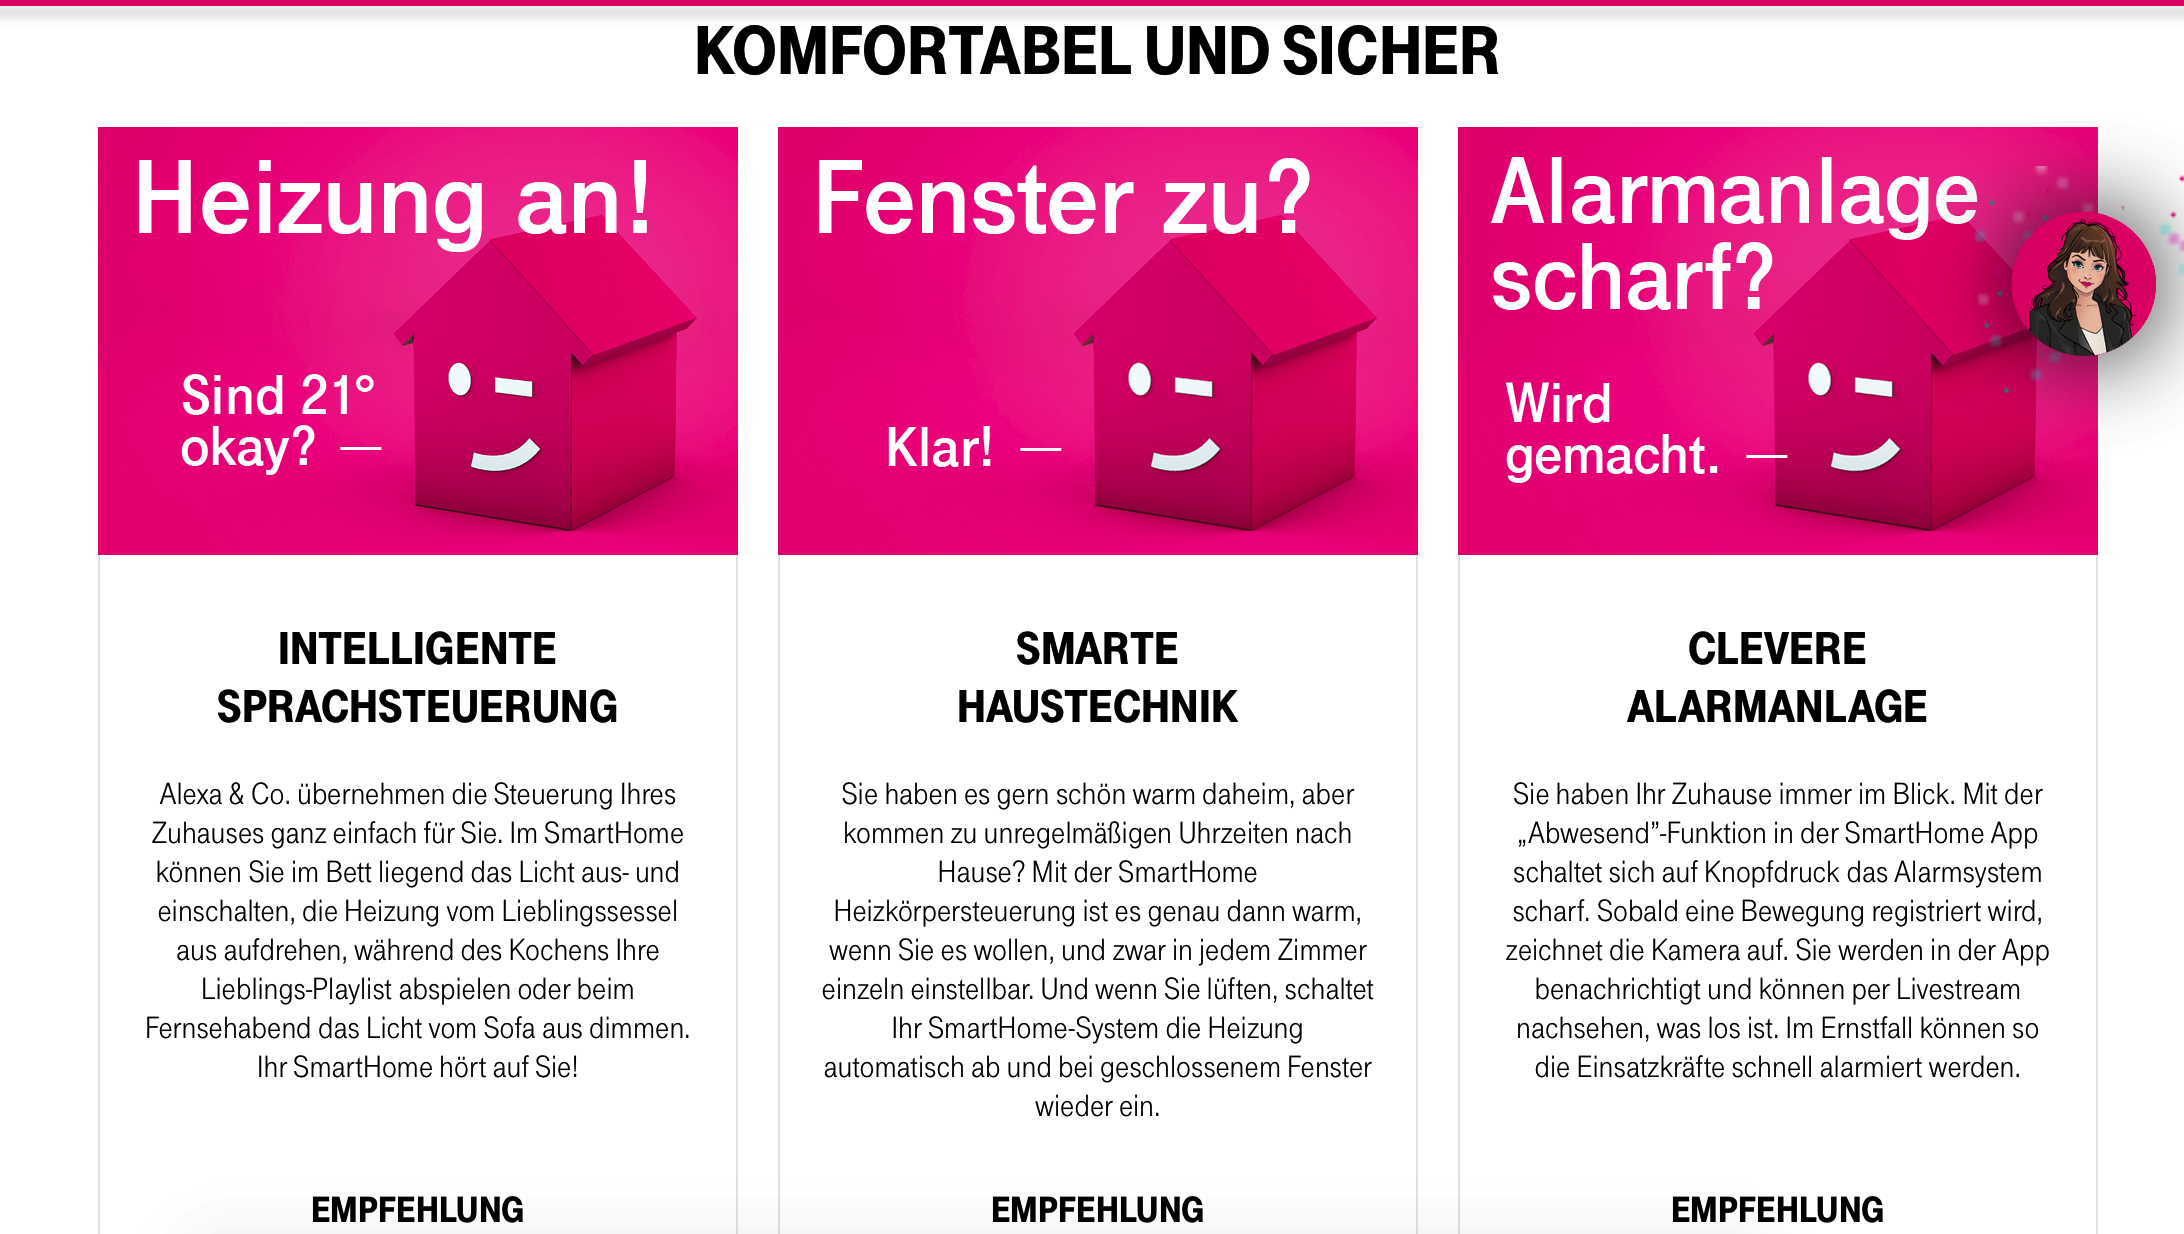 KOMFORTABEL UND SICHER
Heizung an!
Sind 21°
okay? —
Fenster zu?
Klar! —
Alarmanlage
scharf?
Wird
gemacht. —
INTELLIGENTE
SPRACHSTEUERUNG
Alexa & Co. übernehmen die Steuerung Ihres
Zuhauses ganz einfach für Sie. Im SmartHome
können Sie im Bett liegend das Licht aus- und
einschalten, die Heizung vom Lieblingssessel
aus aufdrehen, während des Kochens Ihre
Lieblings-Playlist abspielen oder beim
Fernsehabend das Licht vom Sofa aus dimmen.
Ihr SmartHome hört auf Sie!
EMPFEHLUNG
SMARTE
HAUSTECHNIK
Sie haben es gern schön warm daheim, aber
kommen zu unregelmäßigen Uhrzeiten nach
Hause? Mit der SmartHome
Heizkörpersteuerung ist es genau dann warm,
wenn Sie es wollen, und zwar in jedem Zimmer
einzeln einstellbar. Und wenn Sie lüften, schaltet
Ihr SmartHome-System die Heizung
automatisch ab und bei geschlossenem Fenster
wieder ein.
EMPFEHLUNG
CLEVERE
ALARMANLAGE
Sie haben Ihr Zuhause immer im Blick. Mit der
„Abwesend”-Funktion in der SmartHome App
schaltet sich auf Knopfdruck das Alarmsystem
scharf. Sobald eine Bewegung registriert wird,
zeichnet die Kamera auf. Sie werden in der App
benachrichtigt und können per Livestream
nachsehen, was los ist. Im Ernstfall können so
die Einsatzkräfte schnell alarmiert werden.
EMPFEHLUNG